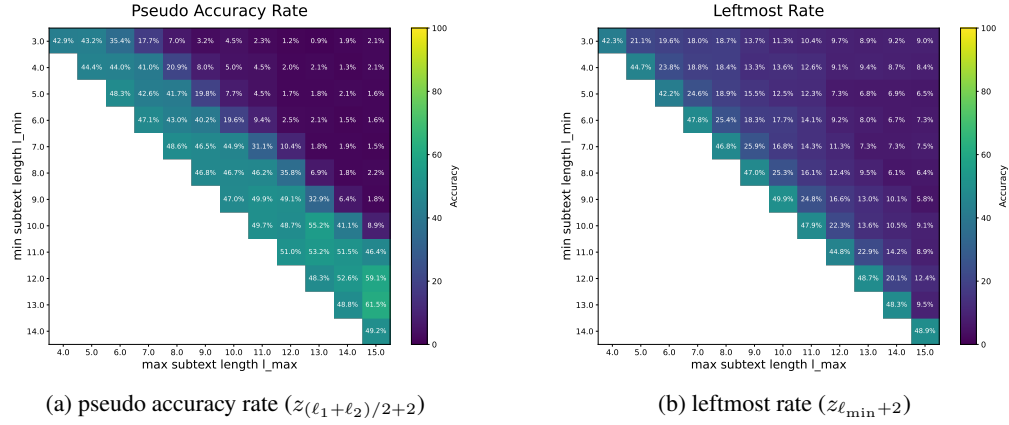 Pseudo Accuracy Rate
min subtext length l_min
3.0 42.9% 43.2% 35.4% 17.7% 7.0% 3.2% 4.5% 2.3% 1.2% 0.9% 1.9% 2.1%
4.0 44.4% 44.0% 41.0% 20.9% 8.0% 5.0% 4.5% 2.0% 2.1% 1.3% 2.1%
5.0 48.3% 42.6% 41.7% 19.8% 7.7% 4.5% 1.7% 1.8% 2.1% 1.6%
6.0 47.1% 43.0% 40.2% 19.6% 9.4% 2.5% 2.1% 1.5% 1.6%
7.0 48.6% 46.5% 44.9% 31.1% 10.4% 1.8% 1.9% 1.5%
8.0 46.8% 46.7% 46.2% 35.8% 6.9% 1.8% 2.2%
9.0 47.0% 49.9% 49.1% 32.9% 6.4% 1.8%
10.0 49.7% 48.7% 55.2% 41.1% 8.9%
11.0 51.0% 53.2% 51.5% 46.4%
12.0 48.3% 52.6% 59.1%
13.0 48.8% 61.5%
14.0 49.2%
4.0 5.0 6.0 7.0 8.0 9.0 10.0 11.0 12.0 13.0 14.0 15.0
max subtext length l_max
100
80
60
40
20
0
Accuracy
(a) pseudo accuracy rate (z_{(ℓ_1+ℓ_2)/2+2})
Leftmost Rate
min subtext length l_min
3.0 42.3% 21.1% 19.6% 18.0% 18.7% 13.7% 11.3% 10.4% 9.7% 8.9% 9.2% 9.0%
4.0 44.7% 23.8% 18.8% 18.4% 13.3% 13.6% 12.6% 9.1% 9.4% 8.7% 8.4%
5.0 42.2% 24.6% 18.9% 15.5% 12.5% 12.3% 7.3% 6.8% 6.9% 6.5%
6.0 47.8% 25.4% 18.3% 17.7% 14.1% 9.2% 8.0% 6.7% 7.3%
7.0 46.8% 25.9% 16.8% 14.3% 11.3% 7.3% 7.3% 7.5%
8.0 47.0% 25.3% 16.1% 12.4% 9.5% 6.1% 6.4%
9.0 49.9% 24.8% 16.6% 13.0% 10.1% 5.8%
10.0 47.9% 22.3% 13.6% 10.5% 9.1%
11.0 44.8% 22.9% 14.2% 8.9%
12.0 48.7% 20.1% 12.4%
13.0 48.3% 9.5%
14.0 48.9%
4.0 5.0 6.0 7.0 8.0 9.0 10.0 11.0 12.0 13.0 14.0 15.0
max subtext length l_max
100
80
60
40
20
0
Accuracy
(b) leftmost rate (z_{ℓ_{min}+2})